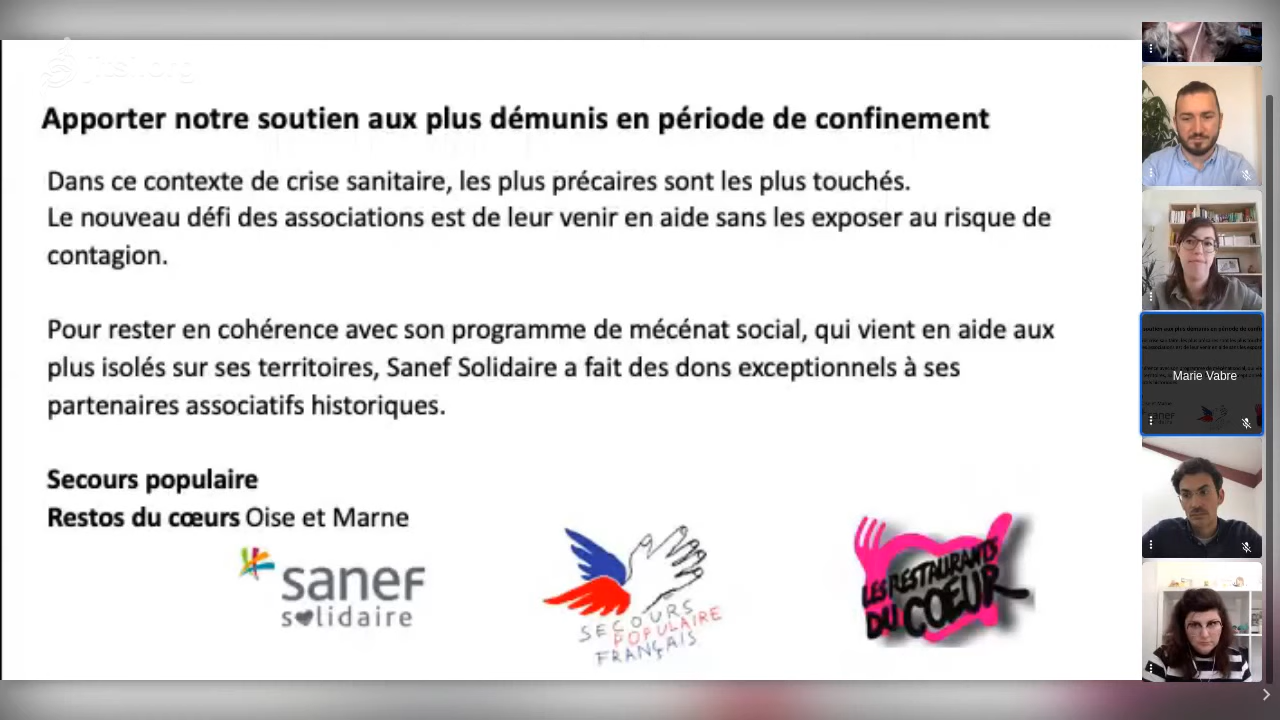 jitsi.org
Apporter notre soutien aux plus démunis en période de confinement
Dans ce contexte de crise sanitaire, les plus précaires sont les plus touchés.
Le nouveau défi des associations est de leur venir en aide sans les exposer au risque de
contagion.
Pour rester en cohérence avec son programme de mécénat social, qui vient en aide aux
plus isolés sur ses territoires, Sanef Solidaire a fait des dons exceptionnels à ses
partenaires associatifs historiques.
Secours populaire
Restos du cœurs Oise et Marne
sanef
solidaire
SECOURS
POPULAIRE
FRANÇAIS
LES RESTAURANTS
DU COEUR
Marie Vabre